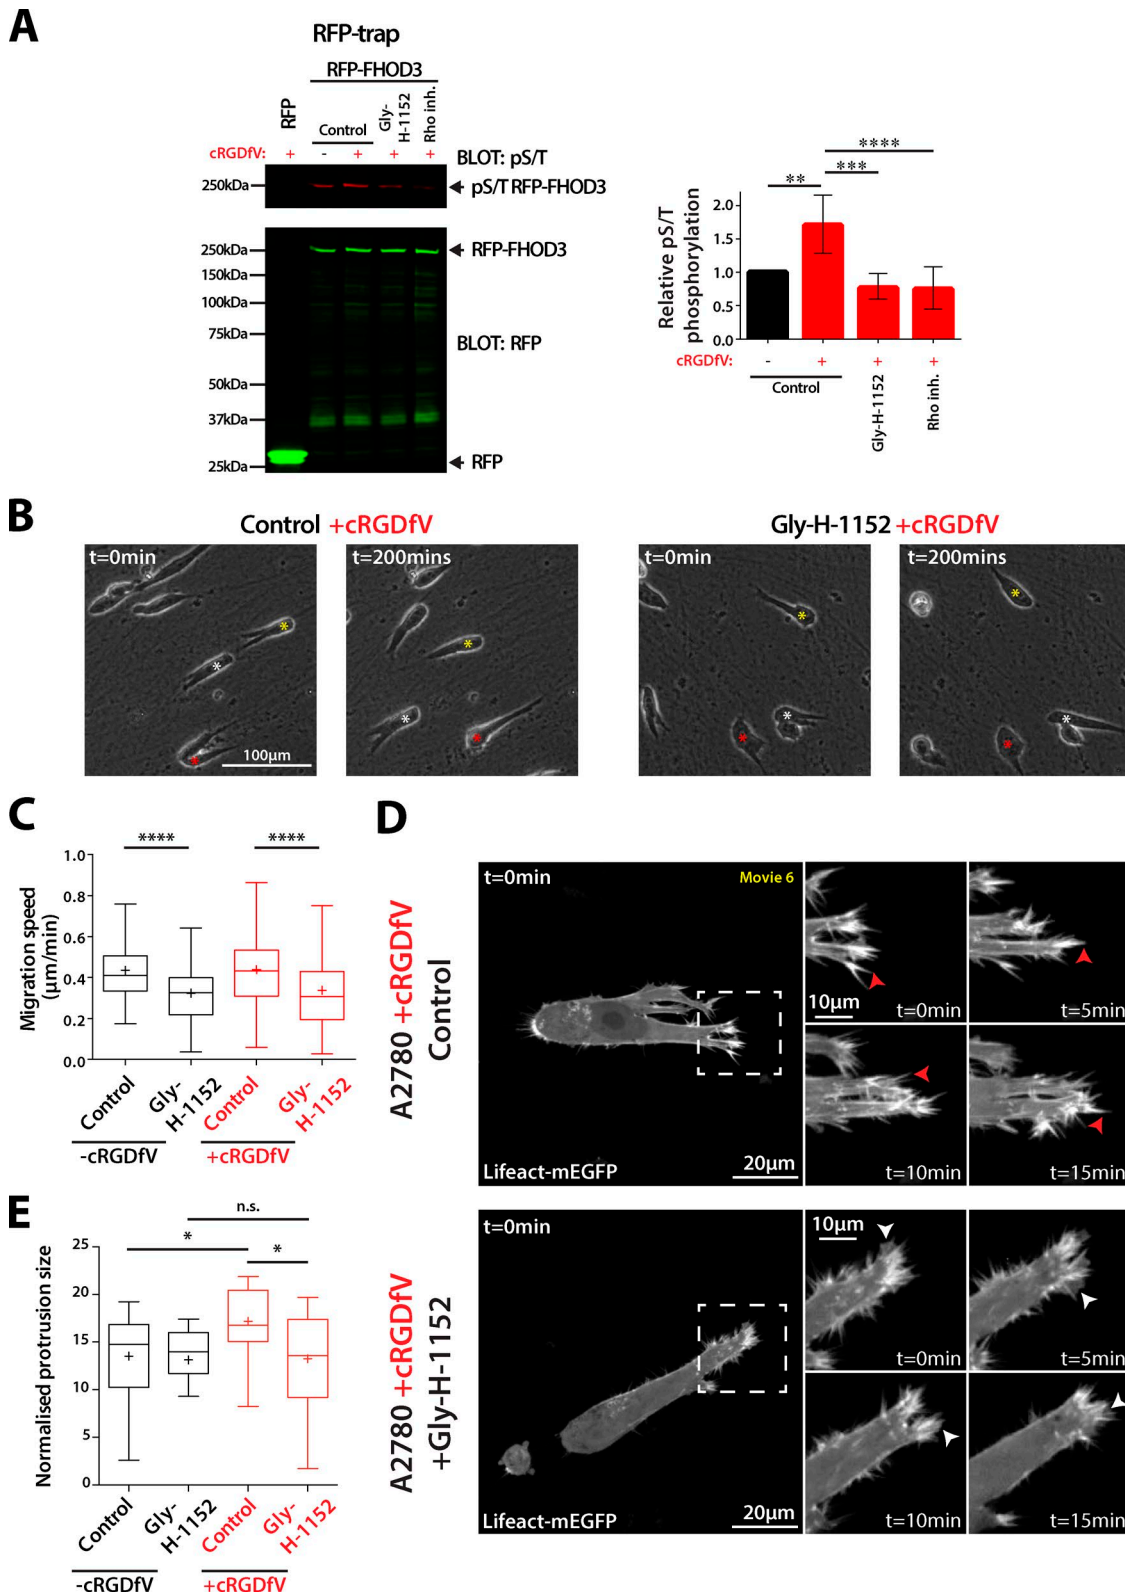 A
RFP-trap
RFP-FHOD3
RFP
Control
Gly-
H-1152
Rho inh.
cRGDfV: + - + + +
BLOT: pS/T
250kDa
pS/T RFP-FHOD3
250kDa
RFP-FHOD3
150kDa
100kDa
75kDa
BLOT: RFP
50kDa
37kDa
25kDa
RFP
****
***
**
Relative pS/T
phosphorylation
2.0
1.5
1.0
0.5
0.0
cRGDfV: - + + +
Control
Gly-H-1152
Rho inh.
B
Control +cRGDfV
Gly-H-1152 +cRGDfV
t=0min
t=200mins
t=0min
t=200mins
100µm
C
**** ****
Migration speed
(µm/min)
1.0
0.8
0.6
0.4
0.2
0.0
Control
Gly-
H-1152
Control
Gly-
H-1152
-cRGDfV
+cRGDfV
D
A2780 +cRGDfV
Control
t=0min
Movie 6
Lifeact-mEGFP
20µm
10µm
t=0min
t=5min
t=10min
t=15min
A2780 +cRGDfV
+Gly-H-1152
t=0min
Lifeact-mEGFP
20µm
10µm
t=0min
t=5min
t=10min
t=15min
E
n.s.
*
*
Normalised protrusion size
25
20
15
10
5
0
Control
Gly-
H-1152
Control
Gly-
H-1152
-cRGDfV
+cRGDfV